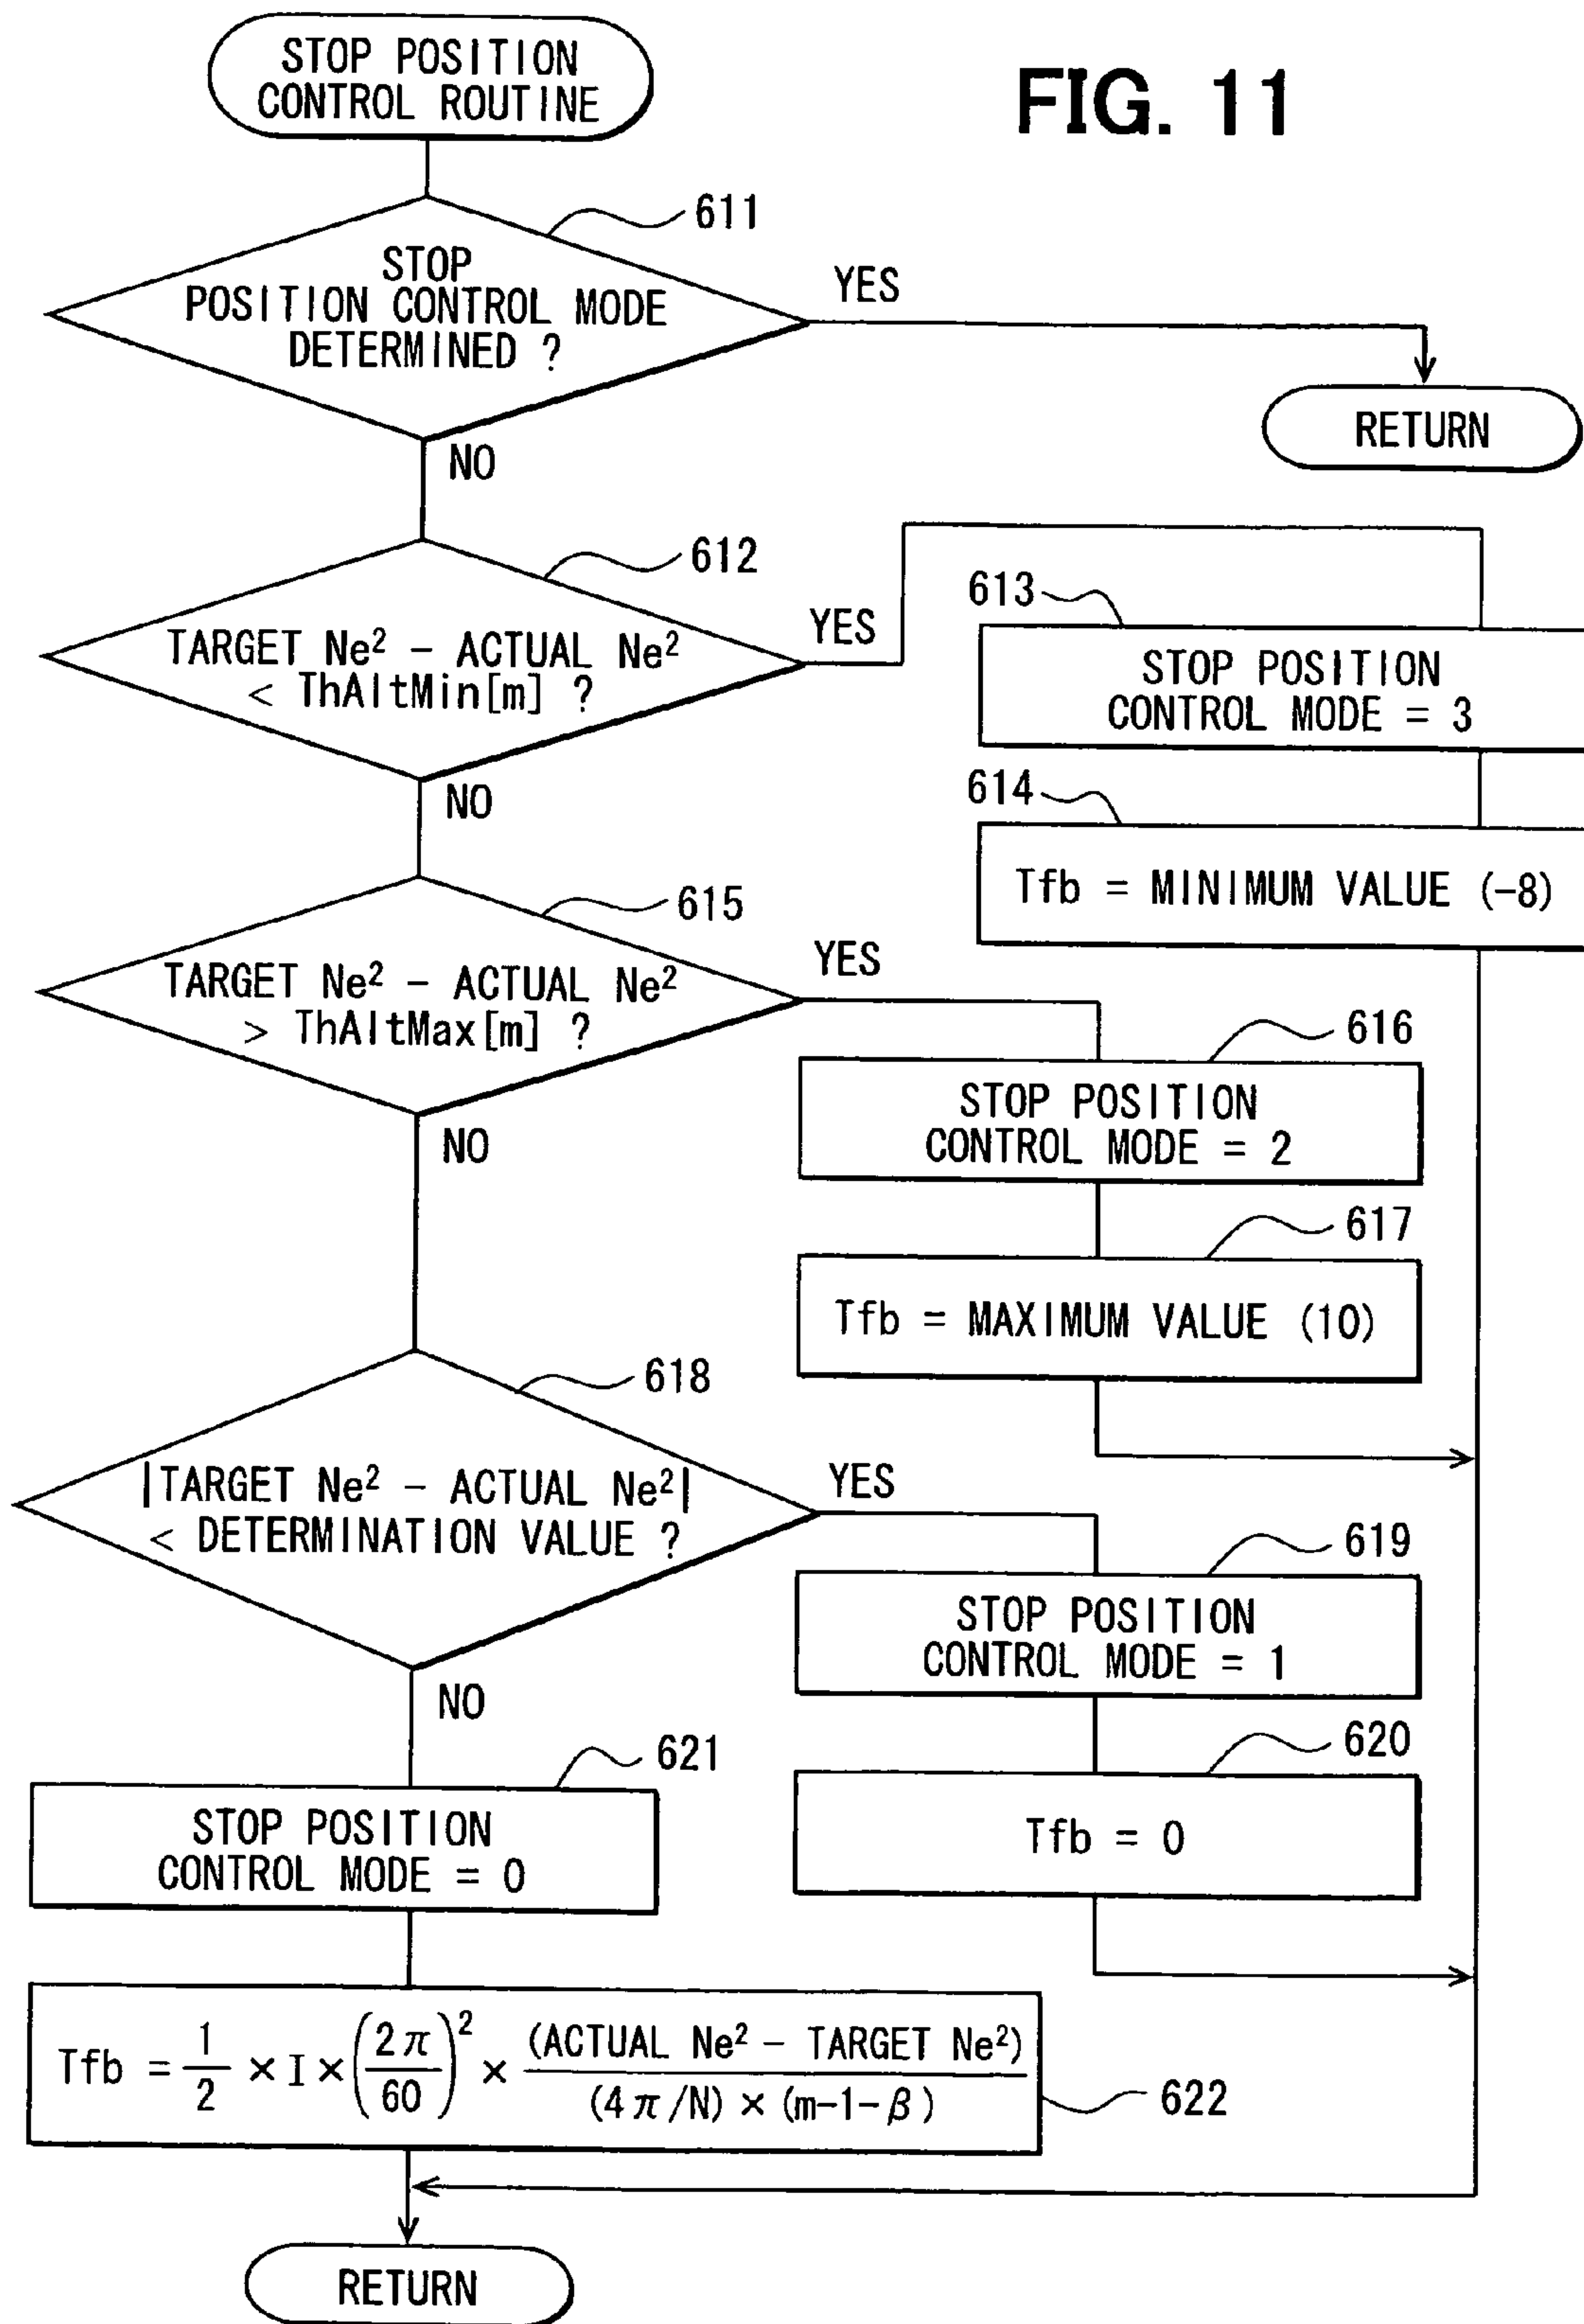 FIG. 11
STOP POSITION
CONTROL ROUTINE
611
STOP
POSITION CONTROL MODE
DETERMINED ?
YES
RETURN
NO
612
TARGET Ne² - ACTUAL Ne²
< ThAltMin[m] ?
YES
613
STOP POSITION
CONTROL MODE = 3
614
Tfb = MINIMUM VALUE (-8)
NO
615
TARGET Ne² - ACTUAL Ne²
> ThAltMax[m] ?
YES
616
STOP POSITION
CONTROL MODE = 2
617
Tfb = MAXIMUM VALUE (10)
NO
618
|TARGET Ne² - ACTUAL Ne²|
< DETERMINATION VALUE ?
YES
619
STOP POSITION
CONTROL MODE = 1
620
Tfb = 0
NO
621
STOP POSITION
CONTROL MODE = 0
Tfb = 1/2 × I × (2π/60)² × (ACTUAL Ne² - TARGET Ne²)/(4π/N) × (m-1-β)
622
RETURN